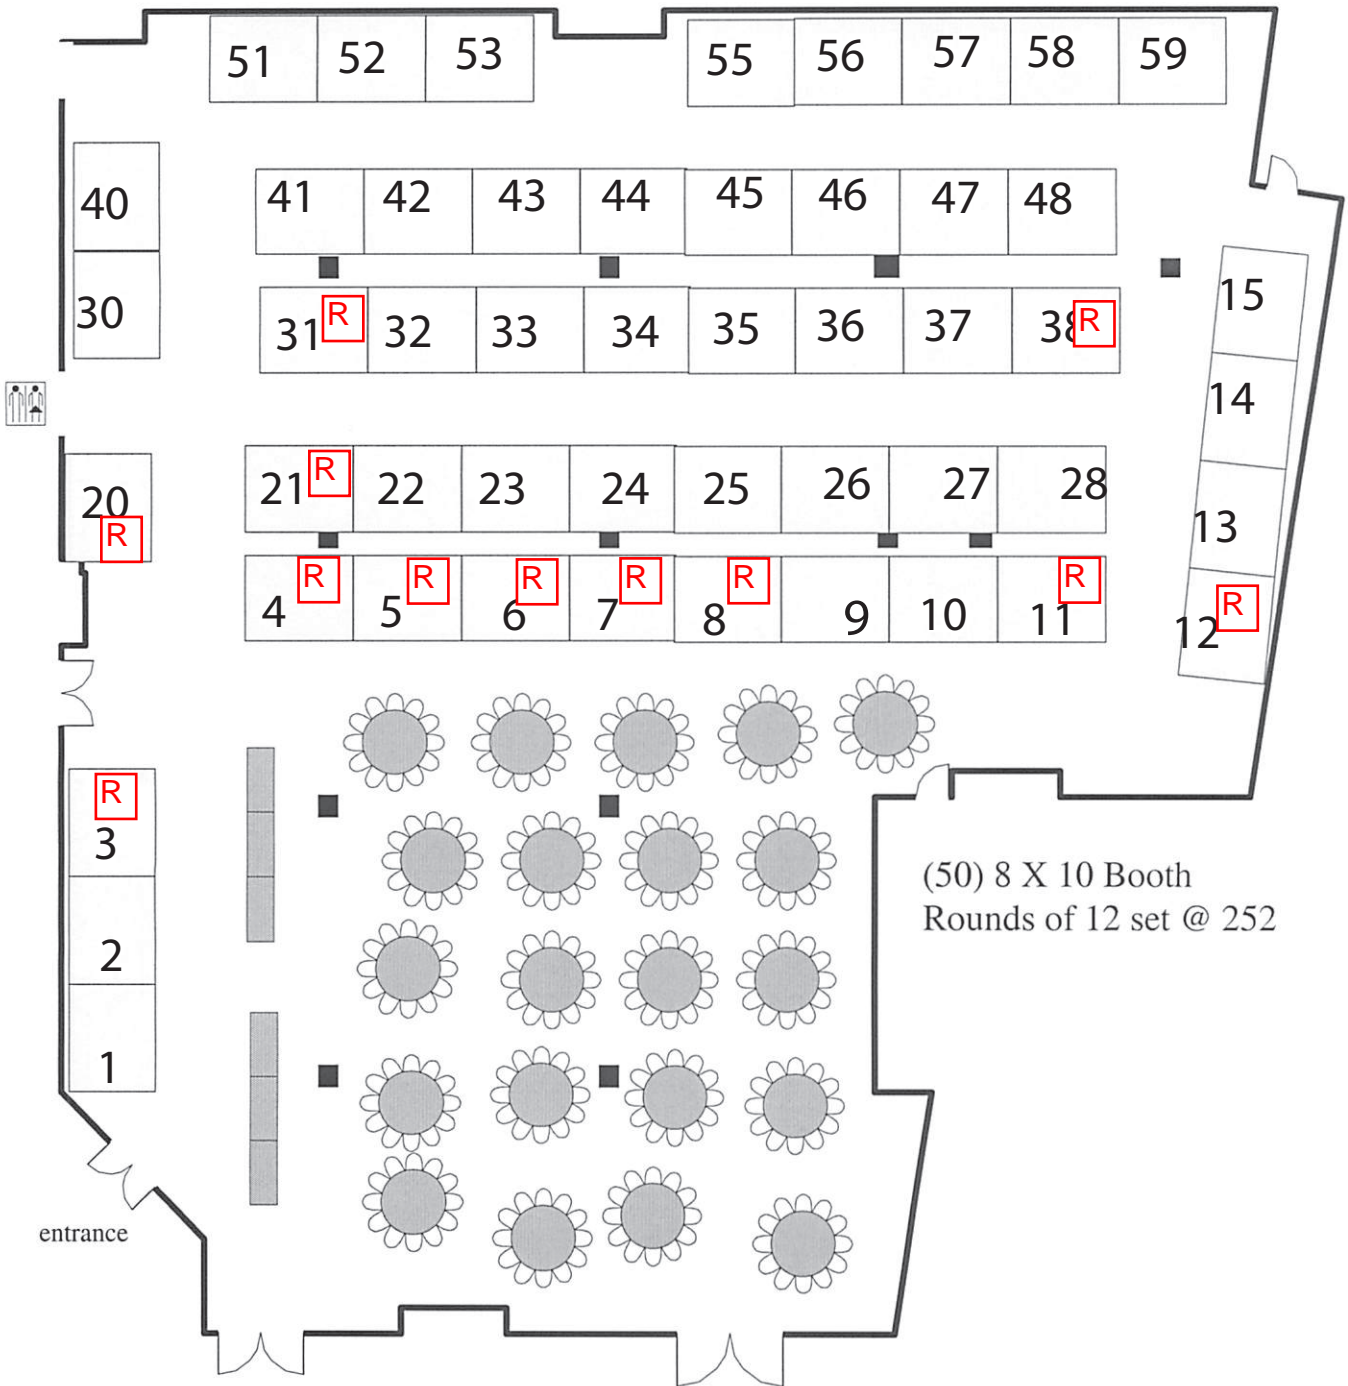 51 52 53 55 56 57 58 59
40 41 42 43 44 45 46 47 48
30 31 R 32 33 34 35 36 37 38 R 15
14
20 R 21 R 22 23 24 25 26 27 28 13
4 R 5 R 6 R 7 R 8 R 9 10 11 R 12 R
R
3
(50) 8 X 10 Booth
Rounds of 12 set @ 252
2
1
entrance